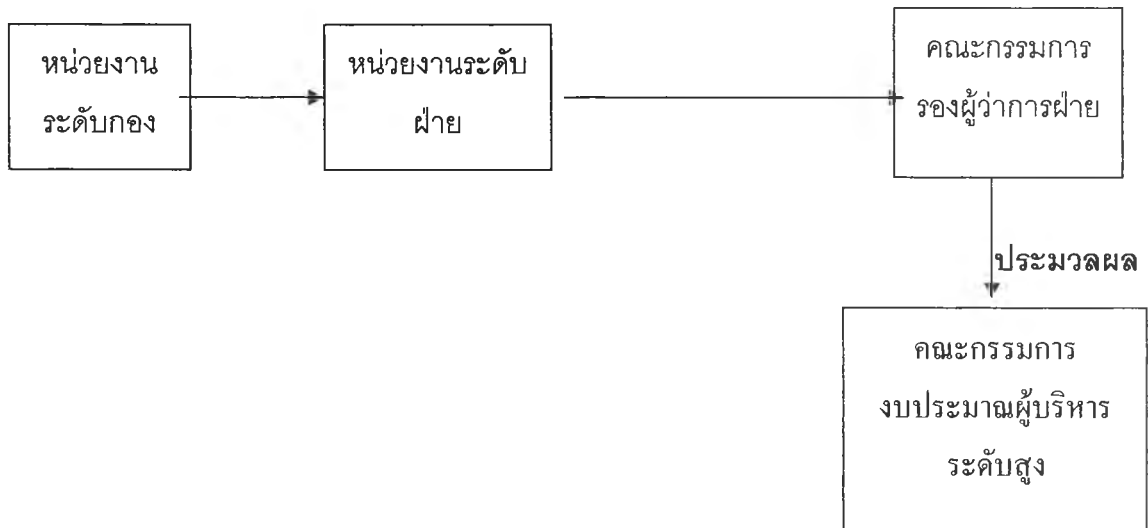 หน่วยงาน
ระดับกอง
หน่วยงานระดับ
ฝ่าย
คณะกรรมการ
รองผู้ว่าการฝ่าย
ประมวลผล
คณะกรรมการ
งบประมาณผู้บริหาร
ระดับสูง